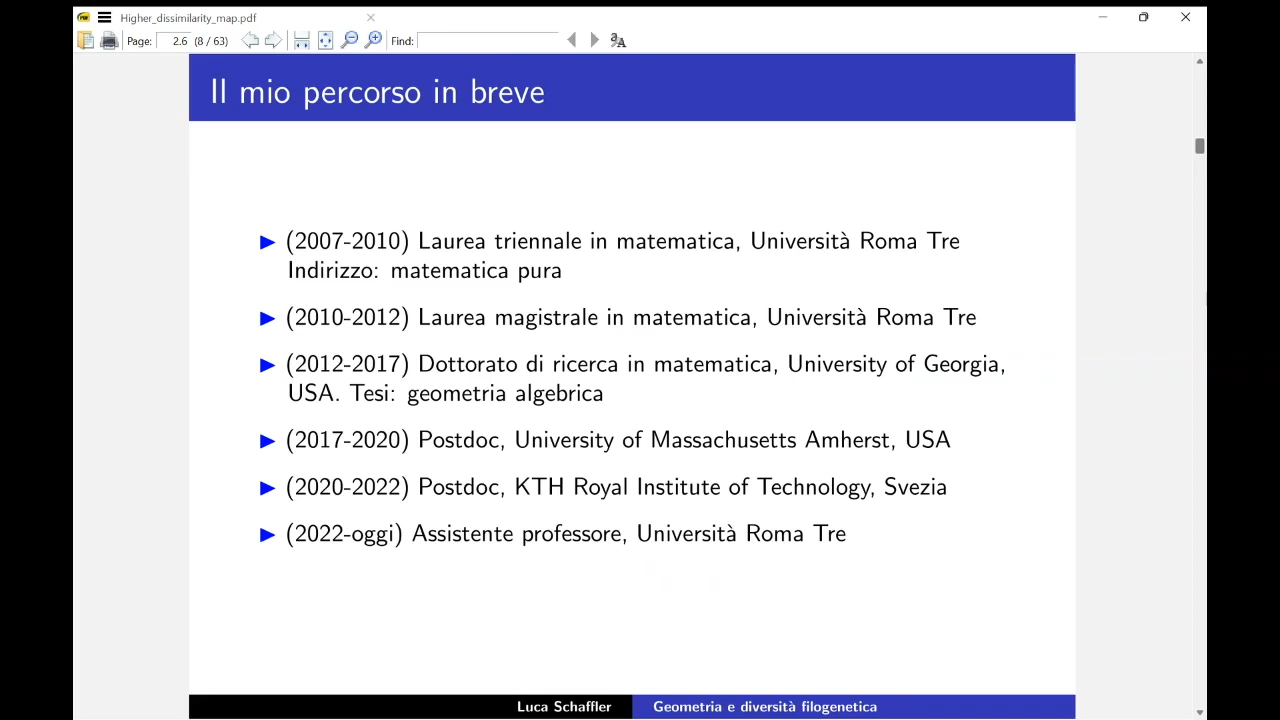 Higher_dissimilarity_map.pdf
Page: 2.6 (8 / 63) Find:
Il mio percorso in breve
(2007-2010) Laurea triennale in matematica, Università Roma Tre
Indirizzo: matematica pura
(2010-2012) Laurea magistrale in matematica, Università Roma Tre
(2012-2017) Dottorato di ricerca in matematica, University of Georgia,
USA. Tesi: geometria algebrica
(2017-2020) Postdoc, University of Massachusetts Amherst, USA
(2020-2022) Postdoc, KTH Royal Institute of Technology, Svezia
(2022-oggi) Assistente professore, Università Roma Tre
Luca Schaffler Geometria e diversità filogenetica